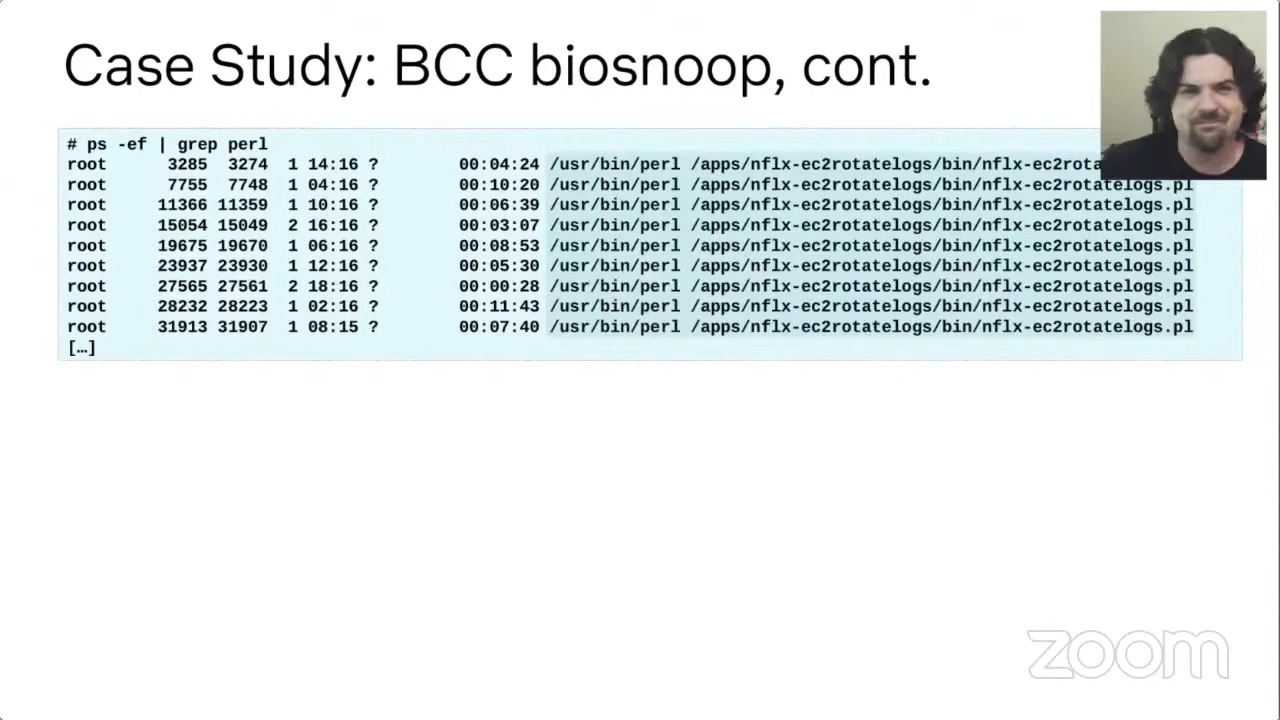 Case Study: BCC biosnoop, cont.
# ps -ef | grep perl
root 3285 3274 1 14:16 ? 00:04:24 /usr/bin/perl /apps/nflx-ec2rotatelogs/bin/nflx-ec2rota
root 7755 7748 1 04:16 ? 00:10:20 /usr/bin/perl /apps/nflx-ec2rotatelogs/bin/nflx-ec2rotatelogs.pl
root 11366 11359 1 10:16 ? 00:06:39 /usr/bin/perl /apps/nflx-ec2rotatelogs/bin/nflx-ec2rotatelogs.pl
root 15054 15049 2 16:16 ? 00:03:07 /usr/bin/perl /apps/nflx-ec2rotatelogs/bin/nflx-ec2rotatelogs.pl
root 19675 19670 1 06:16 ? 00:08:53 /usr/bin/perl /apps/nflx-ec2rotatelogs/bin/nflx-ec2rotatelogs.pl
root 23937 23930 1 12:16 ? 00:05:30 /usr/bin/perl /apps/nflx-ec2rotatelogs/bin/nflx-ec2rotatelogs.pl
root 27565 27561 2 18:16 ? 00:00:28 /usr/bin/perl /apps/nflx-ec2rotatelogs/bin/nflx-ec2rotatelogs.pl
root 28232 28223 1 02:16 ? 00:11:43 /usr/bin/perl /apps/nflx-ec2rotatelogs/bin/nflx-ec2rotatelogs.pl
root 31913 31907 1 08:15 ? 00:07:40 /usr/bin/perl /apps/nflx-ec2rotatelogs/bin/nflx-ec2rotatelogs.pl
[…]
zoom